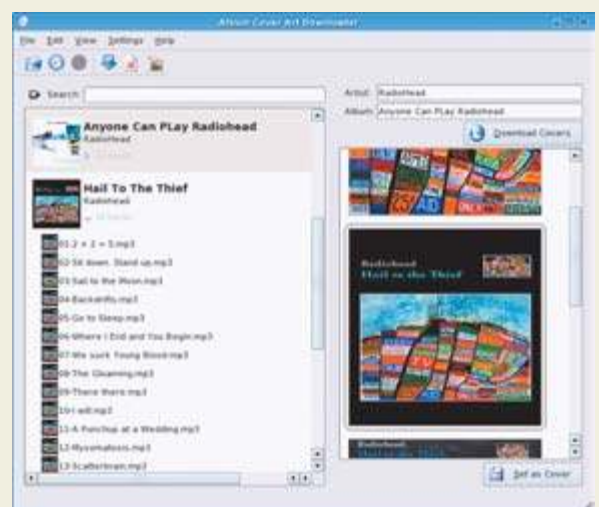 Album Cover Art Downloader
File Edit View Settings Help
Search
Anyone Can PLay Radiohead
Radiohead
Hail To The Thief
Radiohead
01-2 + 2 = 5.mp3
02-Sit down. Stand up.mp3
03-Sail to the Moon.mp3
04-Backdrifts.mp3
05-Go to Sleep.mp3
06-Where I End and You Begin.mp3
07-We suck Young Blood.mp3
08-The Gloaming.mp3
09-There there.mp3
10-I will.mp3
11-A Punchup at a Wedding.mp3
12-Myxomatosis.mp3
13-Scatterbrain.mp3
Artist Radiohead
Album Anyone Can PLay Radiohead
Download Covers
AID
Radiohead
Hail to the Thief
Radiohead
Set as Cover